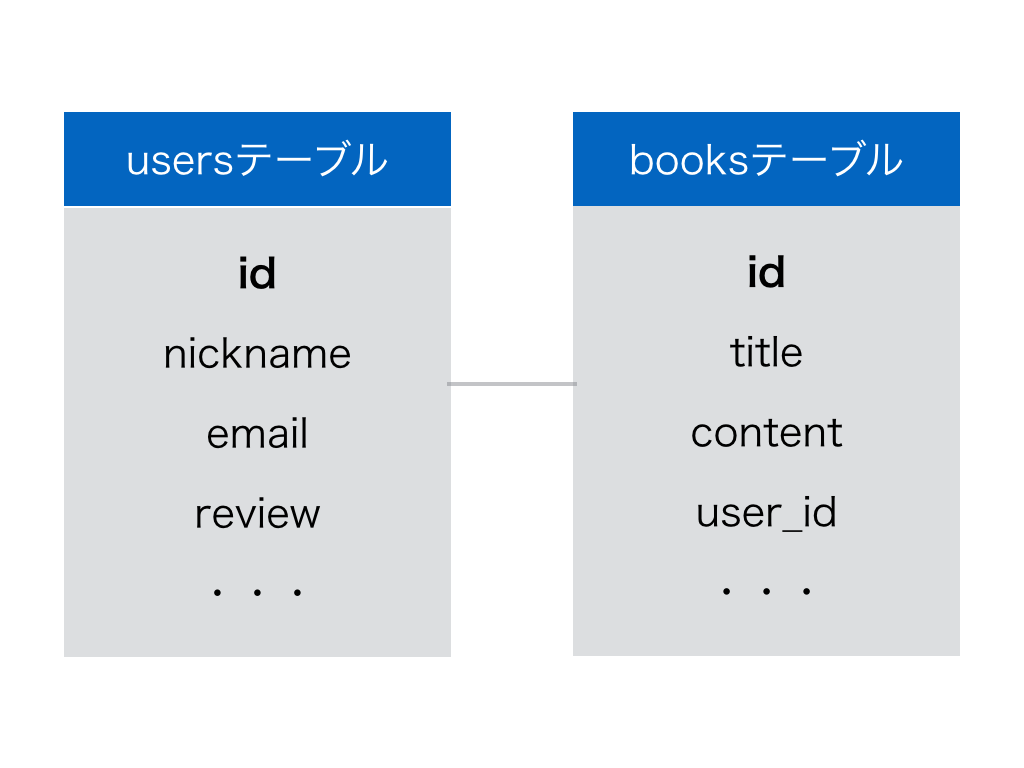 usersテーブル
id
nickname
email
review
・・・
booksテーブル
id
title
content
user_id
・・・